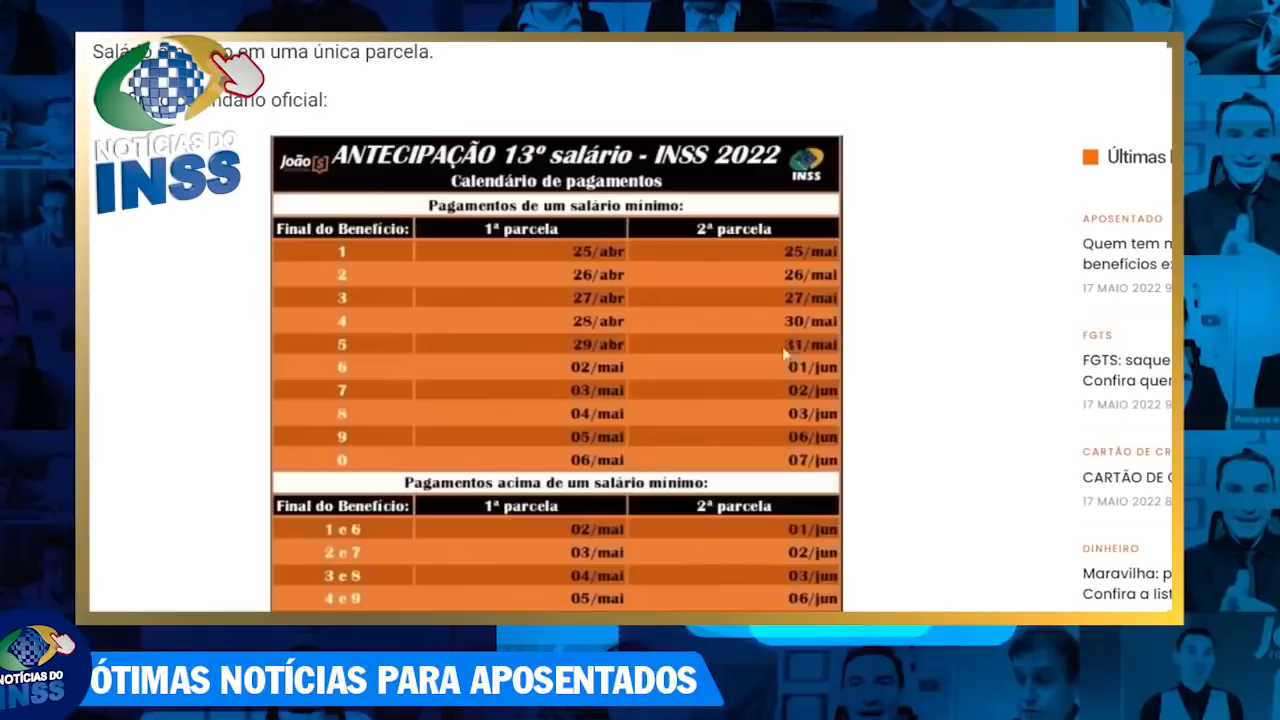 Salá em uma única parcela.
ndário oficial:
NOTÍCIAS DO
INSS
João[$] ANTECIPAÇÃO 13º salário - INSS 2022
INSS
Calendário de pagamentos
Pagamentos de um salário mínimo:
Final do Benefício: 1ª parcela 2ª parcela
1 25/abr 25/mai
2 26/abr 26/mai
3 27/abr 27/mai
4 28/abr 30/mai
5 29/abr 31/mai
6 02/mai 01/jun
7 03/mai 02/jun
8 04/mai 03/jun
9 05/mai 06/jun
0 06/mai 07/jun
Pagamentos acima de um salário mínimo:
Final do Benefício: 1ª parcela 2ª parcela
1 e 6 02/mai 01/jun
2 e 7 03/mai 02/jun
3 e 8 04/mai 03/jun
4 e 9 05/mai 06/jun
Últimas
APOSENTADO
Quem tem
benefícios e
17 MAIO 2022 9
FGTS
FGTS: saque
Confira quer
17 MAIO 2022 9
CARTÃO DE CR
CARTÃO DE
17 MAIO 2022 8
DINHEIRO
Maravilha: p
Confira a list
NOTÍCIAS DO
INSS
ÓTIMAS NOTÍCIAS PARA APOSENTADOS